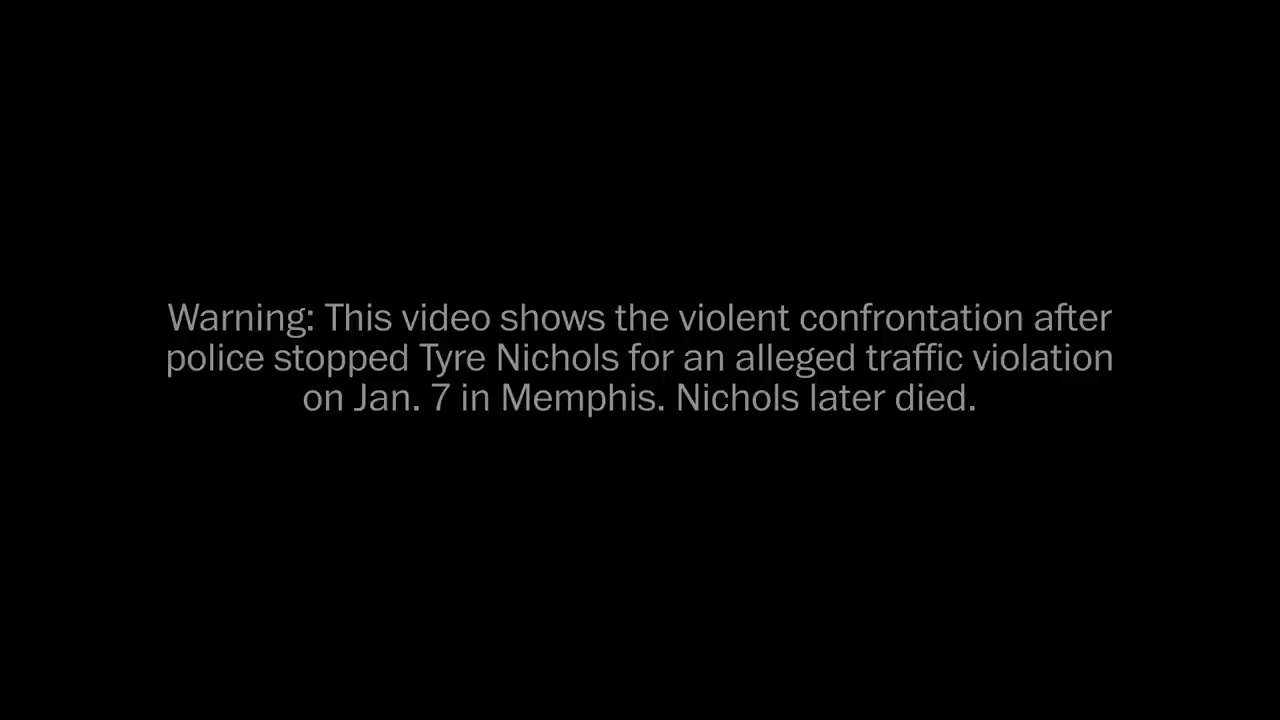 Warning: This video shows the violent confrontation after
police stopped Tyre Nichols for an alleged traffic violation
on Jan. 7 in Memphis. Nichols later died.